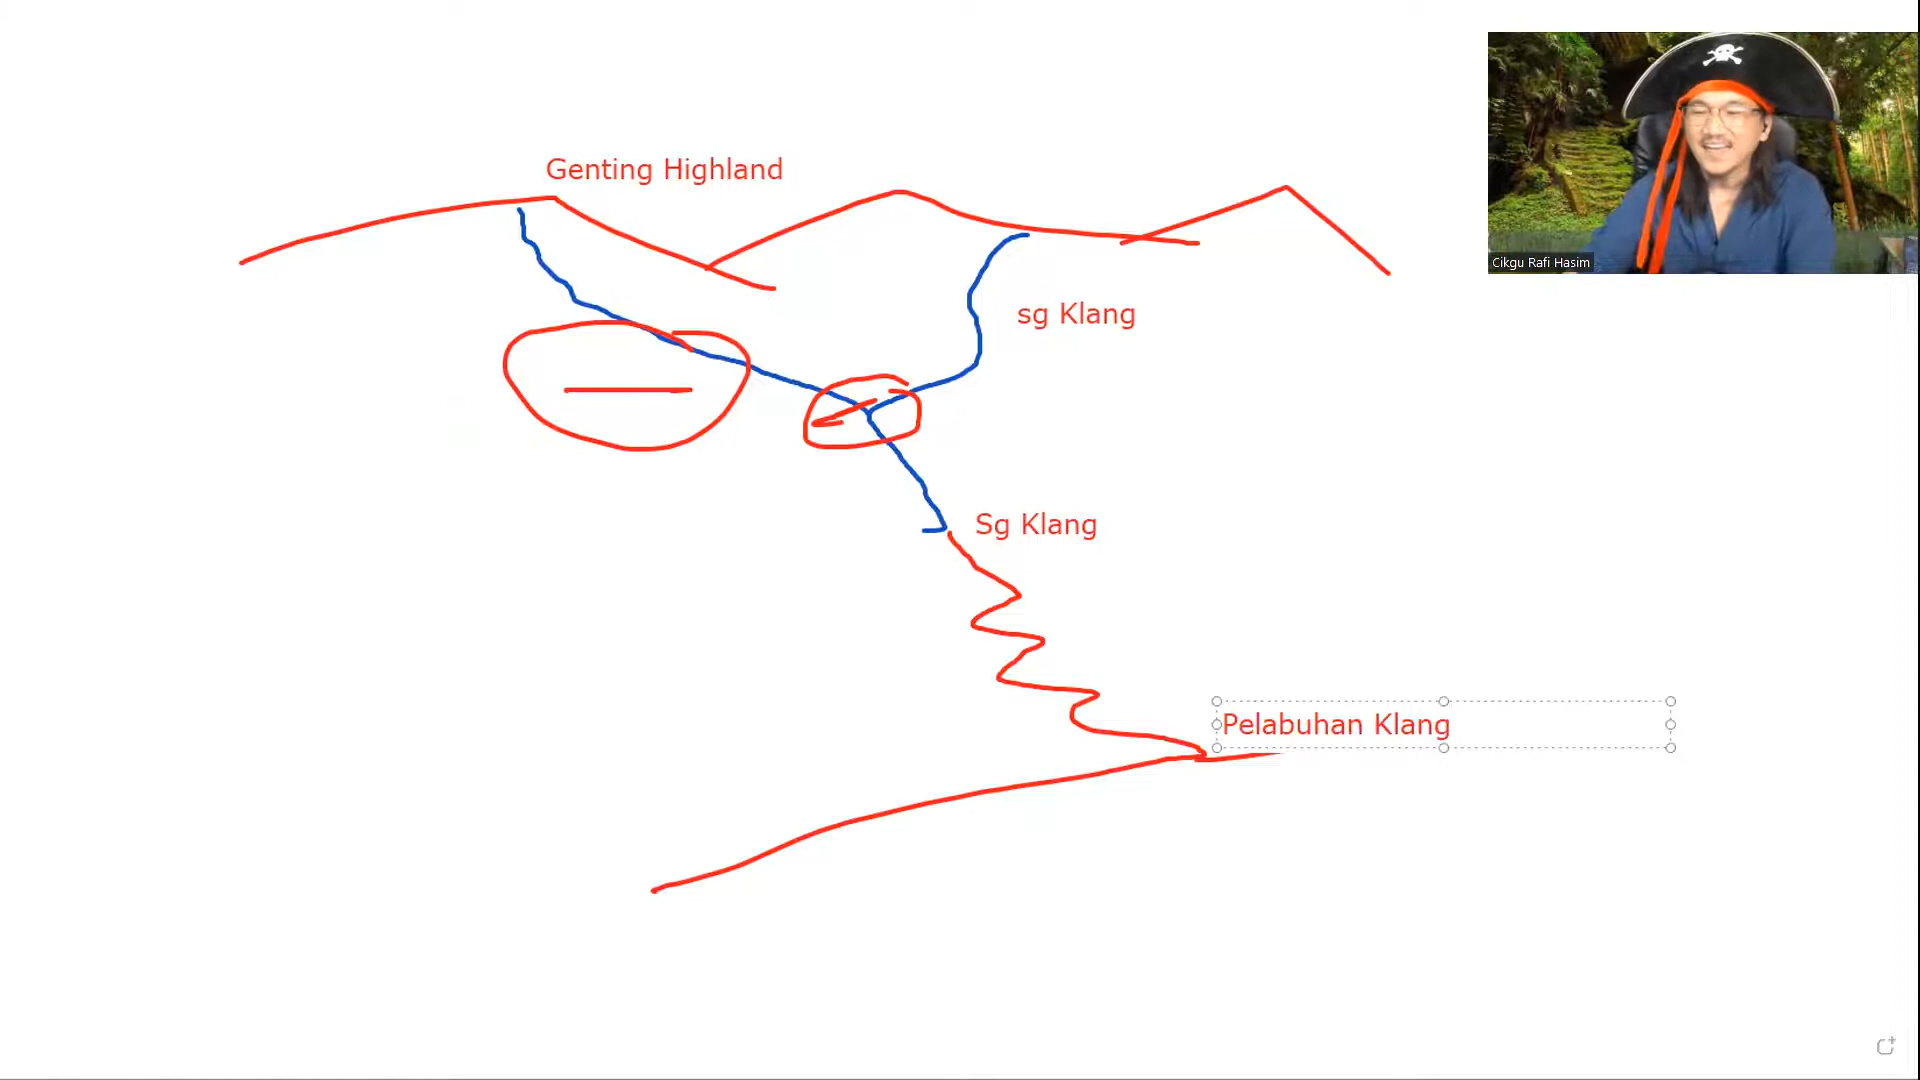 Genting Highland
Cikgu Rafi Hasim
sg Klang
Sg Klang
Pelabuhan Klang